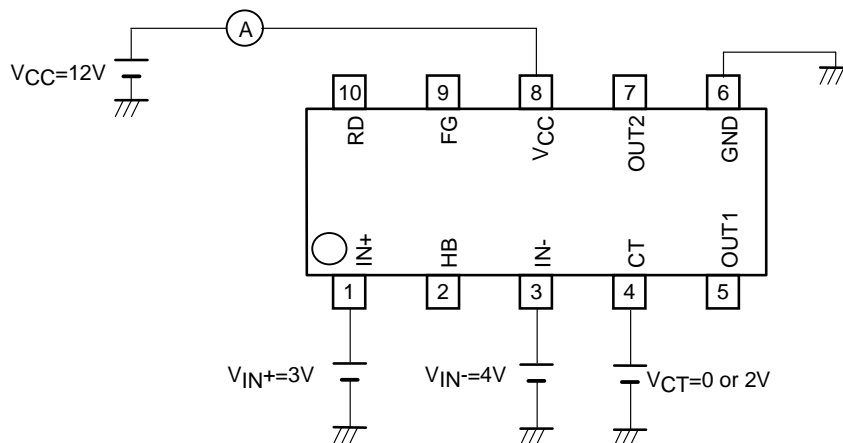 A
VCC=12V
10 9 8 7 6
RD FG VCC OUT2 GND
IN+ HB IN- CT OUT1
1 2 3 4 5
VIN+=3V VIN-=4V VCT=0 or 2V